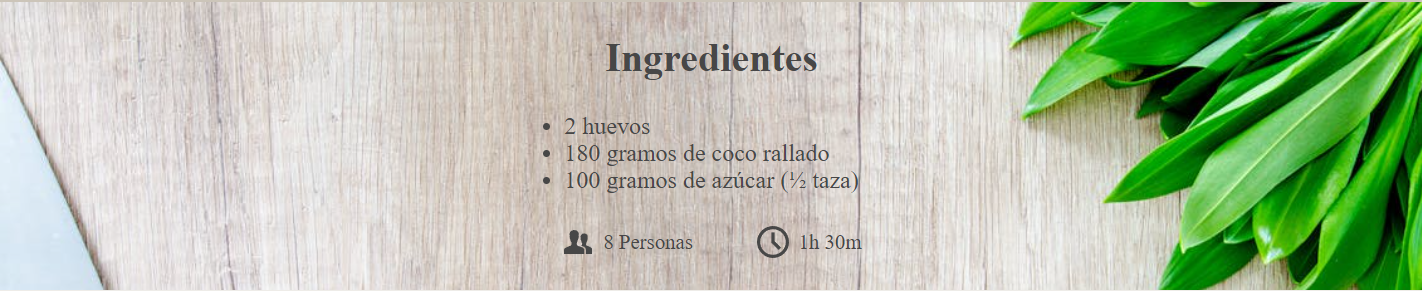 Ingredientes
2 huevos
180 gramos de coco rallado
100 gramos de azúcar (½ taza)
8 Personas 1h 30m